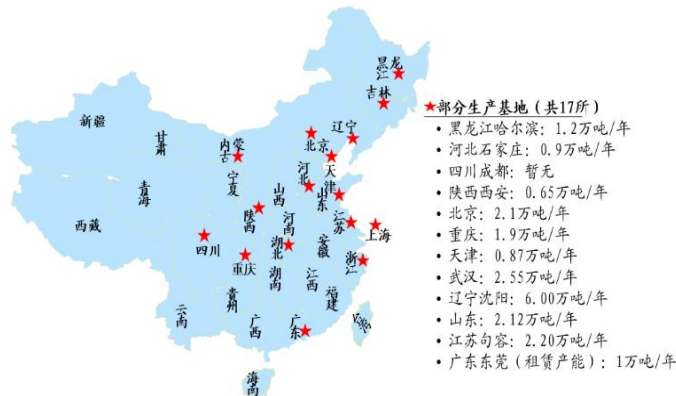 黑龙江
吉林
辽宁
新疆
甘肃
内蒙古
北京
天津
河北
宁夏
山西
山东
青海
陕西
河南
江苏
西藏
四川
湖北
安徽
上海
重庆
浙江
湖南
江西
贵州
福建
云南
广西
广东
台湾
海南
★部分生产基地（共17所）
• 黑龙江哈尔滨：1.2万吨/年
• 河北石家庄：0.9万吨/年
• 四川成都：暂无
• 陕西西安：0.65万吨/年
• 北京：2.1万吨/年
• 重庆：1.9万吨/年
• 天津：0.87万吨/年
• 武汉：2.55万吨/年
• 辽宁沈阳：6.00万吨/年
• 山东：2.12万吨/年
• 江苏句容：2.20万吨/年
• 广东东莞（租赁产能）：1万吨/年